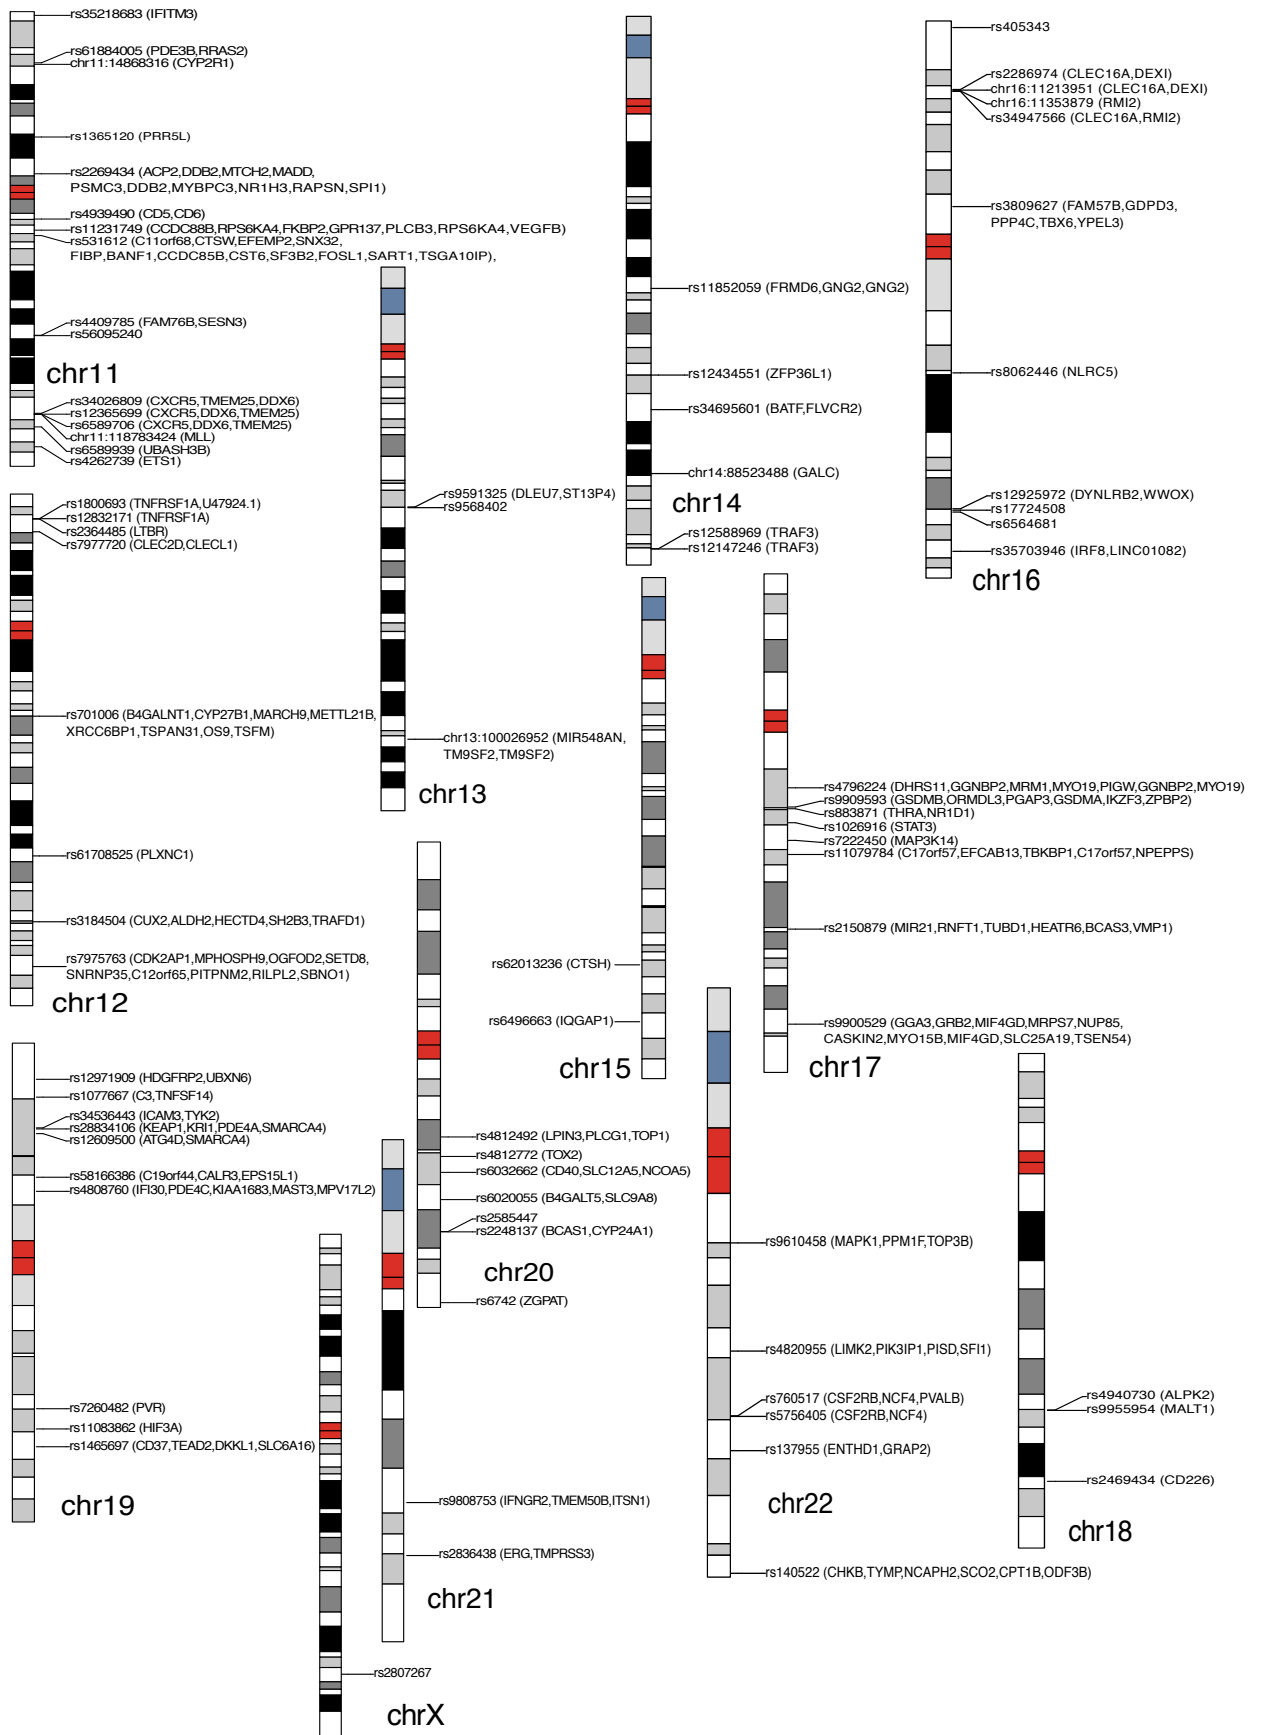 rs35218683 (IFITM3)
rs61884005 (PDE3B,RRAS2)
chr11:14868316 (CYP2R1)
rs1365120 (PRR5L)
rs2269434 (ACP2,DDB2,MTCH2,MADD,
PSMC3,DDB2,MYBPC3,NR1H3,RAPSN,SPI1)
rs4939490 (CD5,CD6)
rs11231749 (CCDC88B,RPS6KA4,FKBP2,GPR137,PLCB3,RPS6KA4,VEGFB)
rs531612 (C11orf68,CTSW,EFEMP2,SNX32,
FIBP,BANF1,CCDC85B,CST6,SF3B2,FOSL1,SART1,TSGA10IP),
rs4409785 (FAM76B,SESN3)
rs56095240
chr11
rs34026809 (CXCR5,TMEM25,DDX6)
rs12365699 (CXCR5,DDX6,TMEM25)
rs6589706 (CXCR5,DDX6,TMEM25)
chr11:118783424 (MLL)
rs6589939 (UBASH3B)
rs4262739 (ETS1)
rs1800693 (TNFRSF1A,U47924.1)
rs12832171 (TNFRSF1A)
rs2364485 (LTBR)
rs7977720 (CLEC2D,CLECL1)
rs701006 (B4GALNT1,CYP27B1,MARCH9,METTL21B,
XRCC6BP1,TSPAN31,OS9,TSFM)
rs61708525 (PLXNC1)
rs3184504 (CUX2,ALDH2,HECTD4,SH2B3,TRAFD1)
rs7975763 (CDK2AP1,MPHOSPH9,OGFOD2,SETD8,
SNRNP35,C12orf65,PITPNM2,RILPL2,SBNO1)
chr12
rs9591325 (DLEU7,ST13P4)
rs9568402
chr13:100026952 (MIR548AN,
TM9SF2,TM9SF2)
chr13
rs11852059 (FRMD6,GNG2,GNG2)
rs12434551 (ZFP36L1)
rs34695601 (BATF,FLVCR2)
chr14:88523488 (GALC)
chr14
rs12588969 (TRAF3)
rs12147246 (TRAF3)
rs62013236 (CTSH)
rs6496663 (IQGAP1)
chr15
rs405343
rs2286974 (CLEC16A,DEXI)
chr16:11213951 (CLEC16A,DEXI)
chr16:11353879 (RMI2)
rs34947566 (CLEC16A,RMI2)
rs3809627 (FAM57B,GDPD3,
PPP4C,TBX6,YPEL3)
rs8062446 (NLRC5)
rs12925972 (DYNLRB2,WWOX)
rs17724508
rs6564681
rs35703946 (IRF8,LINC01082)
chr16
rs4796224 (DHRS11,GGNBP2,MRM1,MYO19,PIGW,GGNBP2,MYO19)
rs9909593 (GSDMB,ORMDL3,PGAP3,GSDMA,IKZF3,ZPBP2)
rs883871 (THRA,NR1D1)
rs1026916 (STAT3)
rs7222450 (MAP3K14)
rs11079784 (C17orf57,EFCAB13,TBKBP1,C17orf57,NPEPPS)
rs2150879 (MIR21,RNFT1,TUBD1,HEATR6,BCAS3,VMP1)
rs9900529 (GGA3,GRB2,MIF4GD,MRPS7,NUP85,
CASKIN2,MYO15B,MIF4GD,SLC25A19,TSEN54)
chr17
rs4940730 (ALPK2)
rs9955954 (MALT1)
rs2469434 (CD226)
chr18
rs12971909 (HDGFRP2,UBXN6)
rs1077667 (C3,TNFSF14)
rs34536443 (ICAM3,TYK2)
rs28834106 (KEAP1,KRI1,PDE4A,SMARCA4)
rs12609500 (ATG4D,SMARCA4)
rs58166386 (C19orf44,CALR3,EPS15L1)
rs4808760 (IFI30,PDE4C,KIAA1683,MAST3,MPV17L2)
rs7260482 (PVR)
rs11083862 (HIF3A)
rs1465697 (CD37,TEAD2,DKKL1,SLC6A16)
chr19
rs4812492 (LPIN3,PLCG1,TOP1)
rs4812772 (TOX2)
rs6032662 (CD40,SLC12A5,NCOA5)
rs6020055 (B4GALT5,SLC9A8)
rs2585447
rs2248137 (BCAS1,CYP24A1)
chr20
rs6742 (ZGPAT)
rs9808753 (IFNGR2,TMEM50B,ITSN1)
rs2836438 (ERG,TMPRSS3)
chr21
rs9610458 (MAPK1,PPM1F,TOP3B)
rs4820955 (LIMK2,PIK3IP1,PISD,SFI1)
rs760517 (CSF2RB,NCF4,PVALB)
rs5756405 (CSF2RB,NCF4)
rs137955 (ENTHD1,GRAP2)
chr22
rs140522 (CHKB,TYMP,NCAPH2,SCO2,CPT1B,ODF3B)
rs2807267
chrX